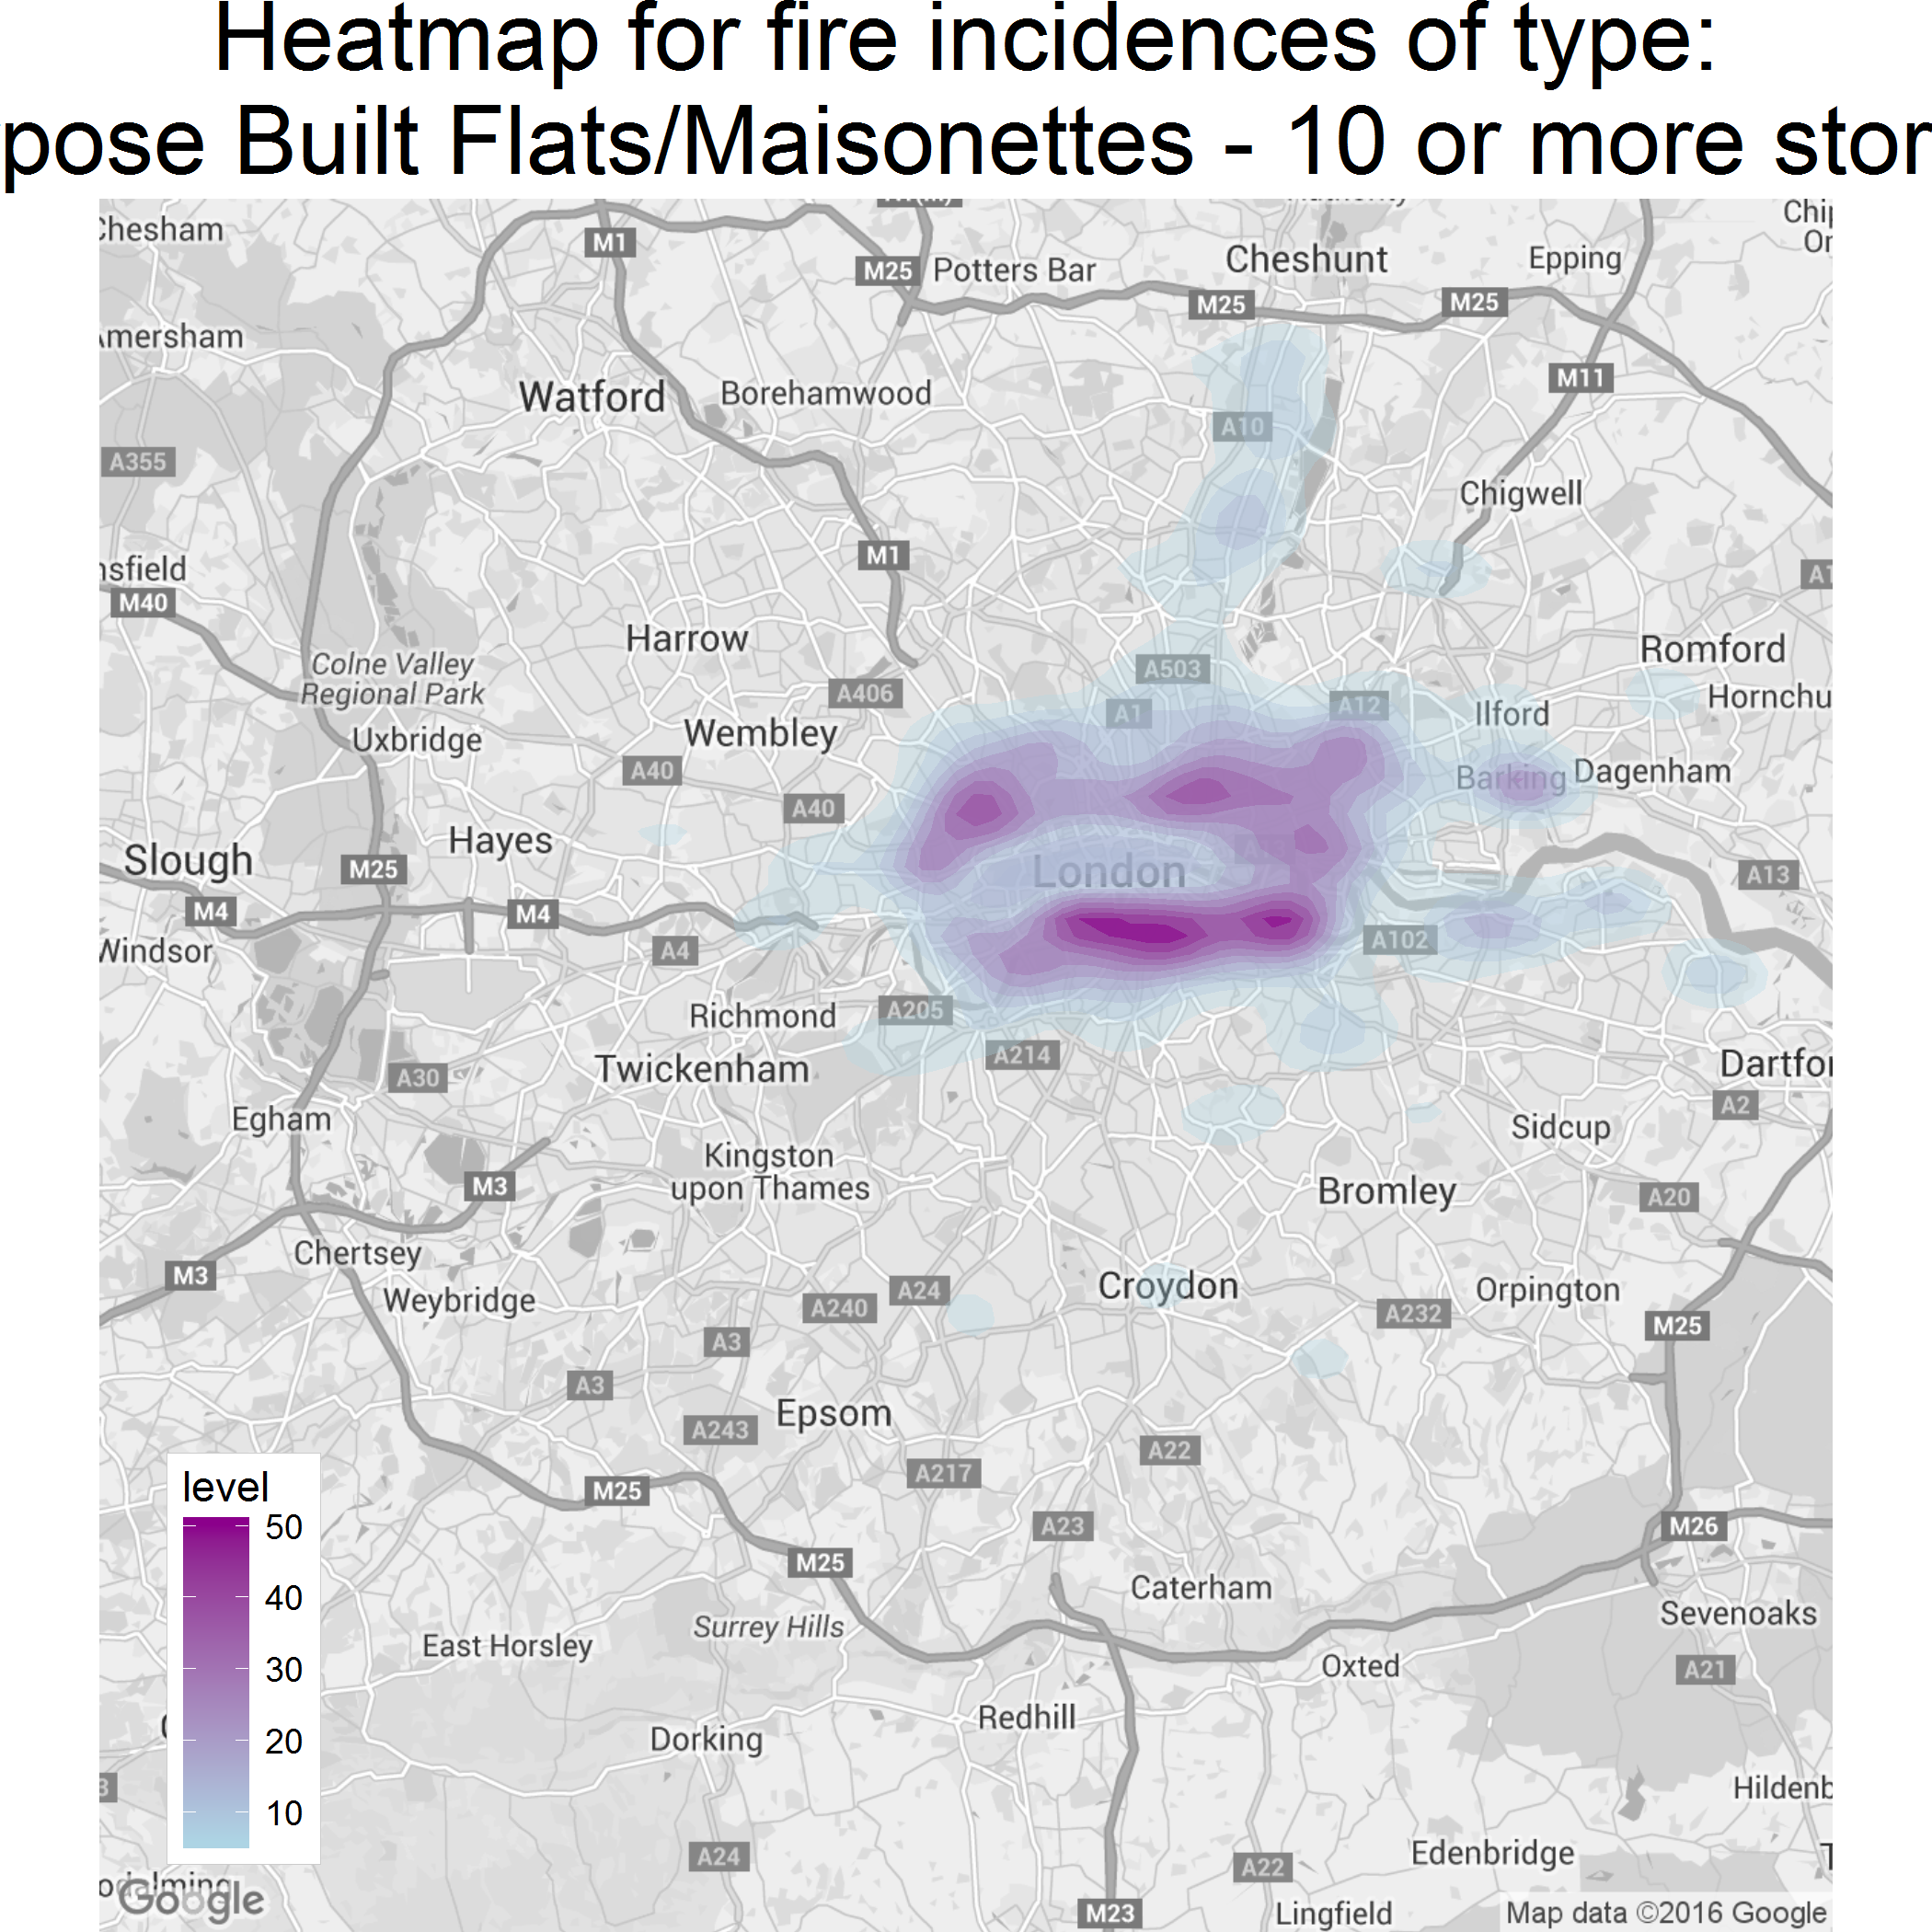 Heatmap for fire incidences of type:
pose Built Flats/Maisonettes - 10 or more stor
Chesham
M1
M25
Potters Bar
Cheshunt
Epping
M25
M25
Amersham
Watford
Borehamwood
M11
A10
A355
Chigwell
M1
nsfield
M40
A1
Harrow
Romford
Colne Valley
Regional Park
A503
A406
Hornchu
A1
A12
Ilford
Wembley
Uxbridge
A40
Barking
Dagenham
A40
Hayes
Slough
M25
London
A13
M4
M4
A4
A102
Windsor
Richmond
A205
Twickenham
A214
A30
Dartfor
Egham
A2
Sidcup
Kingston
upon Thames
M3
Bromley
A20
Chertsey
M3
Weybridge
A24
A240
Croydon
Orpington
A232
A3
M25
A3
Epsom
A243
A22
A217
level
50
40
30
20
10
M25
A23
M26
M25
Caterham
Surrey Hills
Sevenoaks
East Horsley
Oxted
A21
Redhill
Dorking
Hildenb
A24
Edenbridge
A22
odalming
Google
M23
Lingfield
Map data ©2016 Google